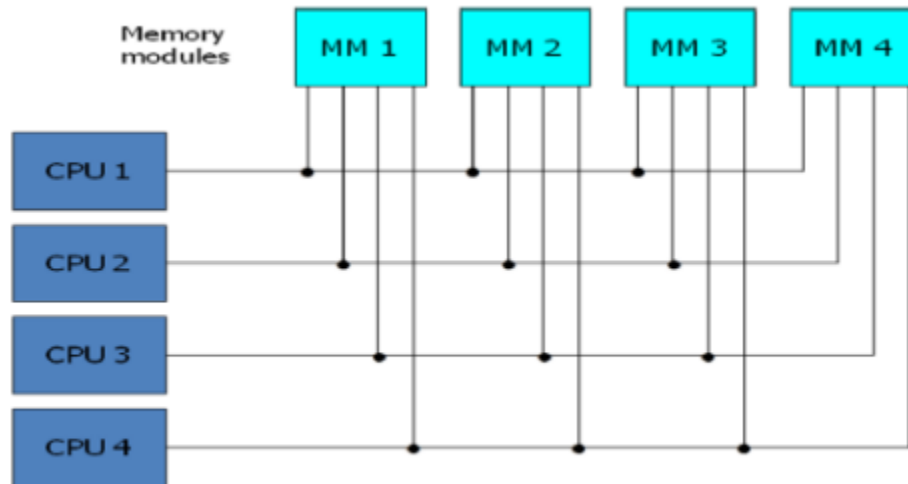 Memory
modules
MM 1
MM 2
MM 3
MM 4
CPU 1
CPU 2
CPU 3
CPU 4